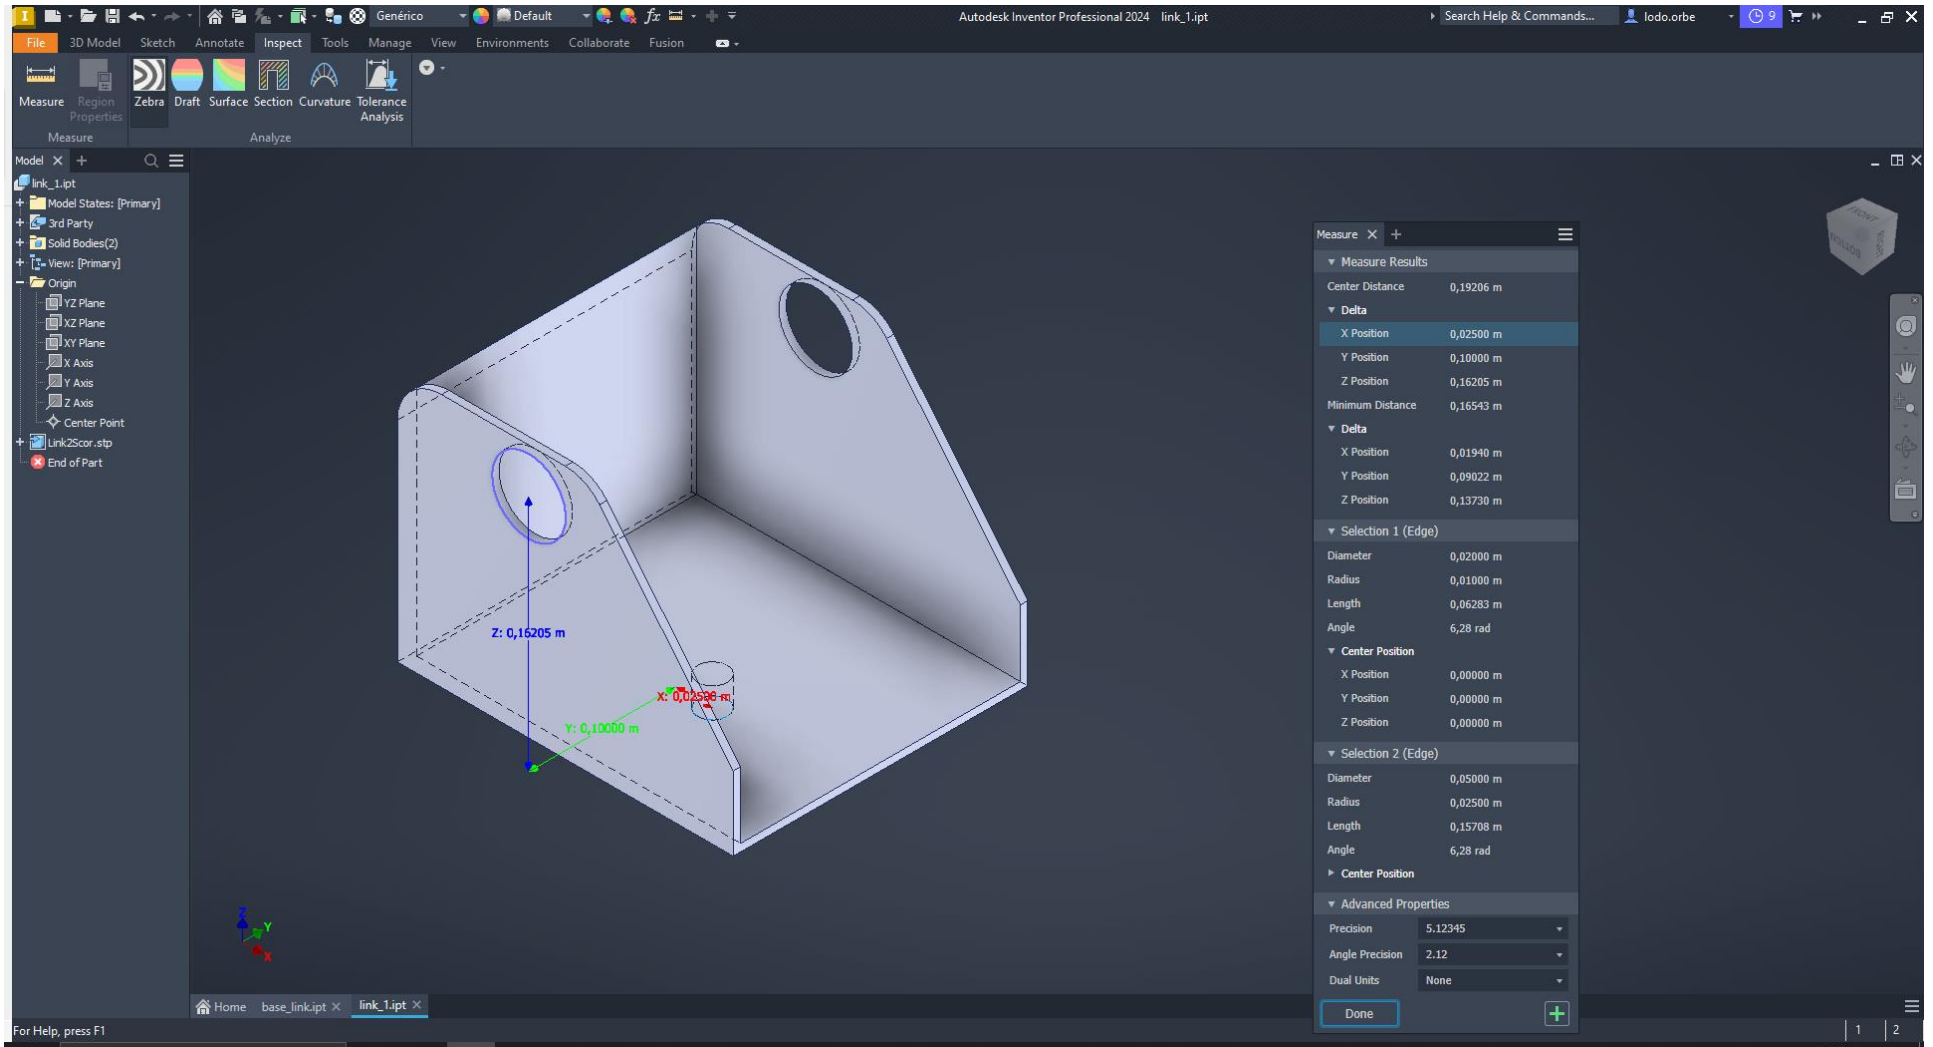 Genérico
Default
fx
Autodesk Inventor Professional 2024 link_1.ipt
Search Help & Commands...
lodo.orbe
9
File 3D Model Sketch Annotate Inspect Tools Manage View Environments Collaborate Fusion
Measure
Region Properties
Zebra
Draft
Surface
Section
Curvature
Tolerance Analysis
Measure
Analyze
Model
link_1.ipt
Model States: [Primary]
3rd Party
Solid Bodies(2)
View: [Primary]
Origin
YZ Plane
XZ Plane
XY Plane
X Axis
Y Axis
Z Axis
Center Point
Link2Scor.stp
End of Part
Z: 0,16205 m
X: 0,02500 m
Y: 0,10000 m
Z
Y
X
FRONT
BOTTOM
Measure
Measure Results
Center Distance 0,19206 m
Delta
X Position 0,02500 m
Y Position 0,10000 m
Z Position 0,16205 m
Minimum Distance 0,16543 m
Delta
X Position 0,01940 m
Y Position 0,09022 m
Z Position 0,13730 m
Selection 1 (Edge)
Diameter 0,02000 m
Radius 0,01000 m
Length 0,06283 m
Angle 6,28 rad
Center Position
X Position 0,00000 m
Y Position 0,00000 m
Z Position 0,00000 m
Selection 2 (Edge)
Diameter 0,05000 m
Radius 0,02500 m
Length 0,15708 m
Angle 6,28 rad
Center Position
Advanced Properties
Precision 5.12345
Angle Precision 2.12
Dual Units None
Done
Home base_link.ipt link_1.ipt
For Help, press F1
1 2